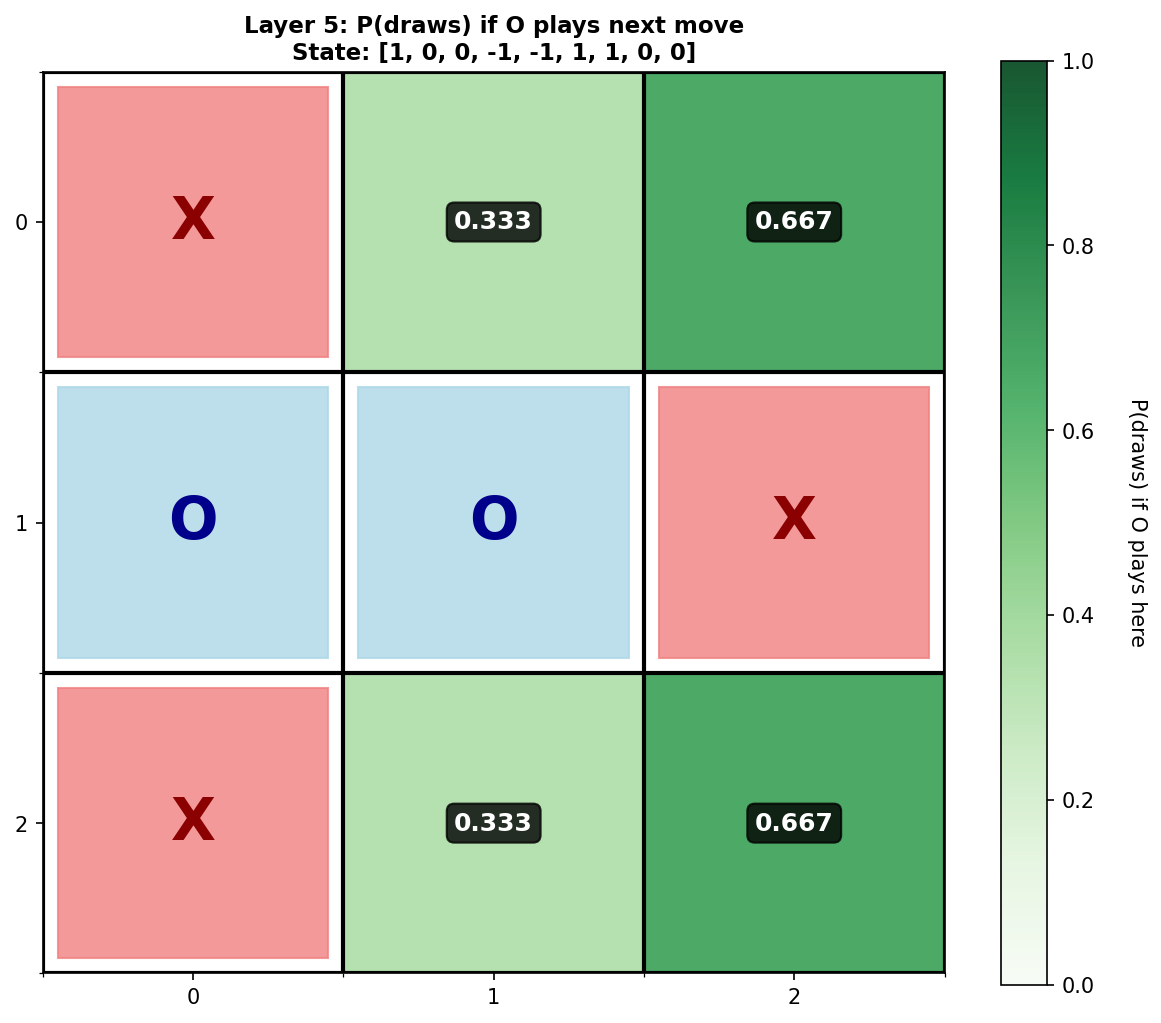 Layer 5: P(draws) if O plays next move
State: [1, 0, 0, -1, -1, 1, 1, 0, 0]
X
0.333
0.667
O
O
X
X
0.333
0.667
0
1
2
0
1
2
1.0
0.8
0.6
0.4
0.2
0.0
P(draws) if O plays here